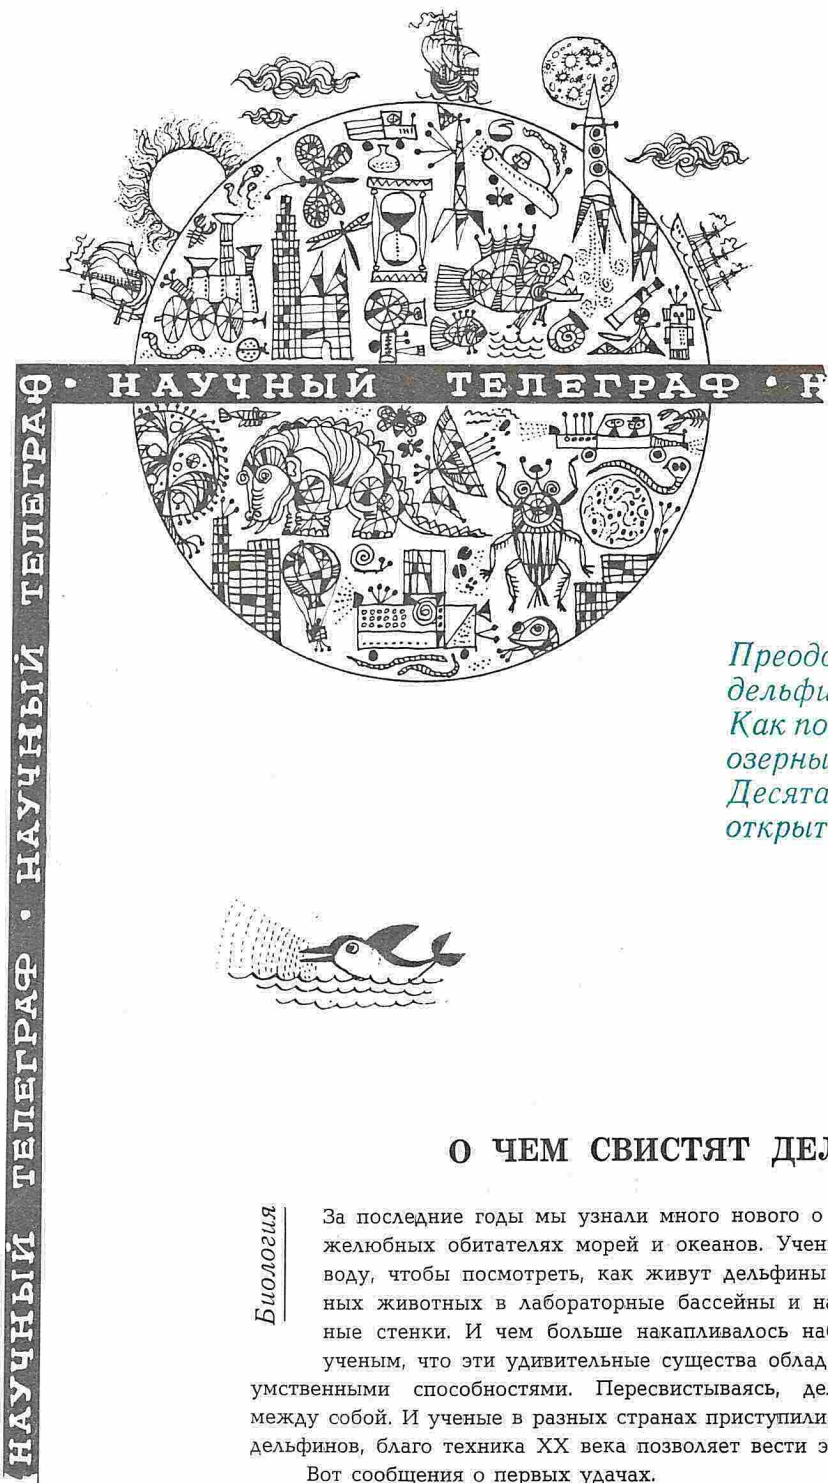 • НАУЧНЫЙ ТЕЛЕГРАФ •
НАУЧНЫЙ ТЕЛЕГРАФ • НАУЧНЫЙ ТЕЛЕГРАФ
Преодо
дельфи
Как по
озерны
Десята
открыт
О ЧЕМ СВИСТЯТ ДЕЛ
Биология
За последние годы мы узнали много нового о
желюбных обитателях морей и океанов. Учен
воду, чтобы посмотреть, как живут дельфины
ных животных в лабораторные бассейны и на
ные стенки. И чем больше накапливалось наб
ученым, что эти удивительные существа облад
умственными способностями. Пересвистываясь, дел
между собой. И ученые в разных странах приступили
дельфинов, благо техника XX века позволяет вести э
Вот сообщения о первых удачах.